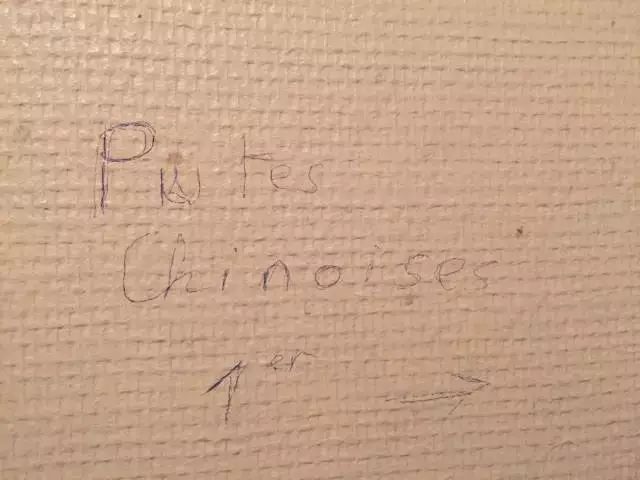 Putes
Chinoises
1er →